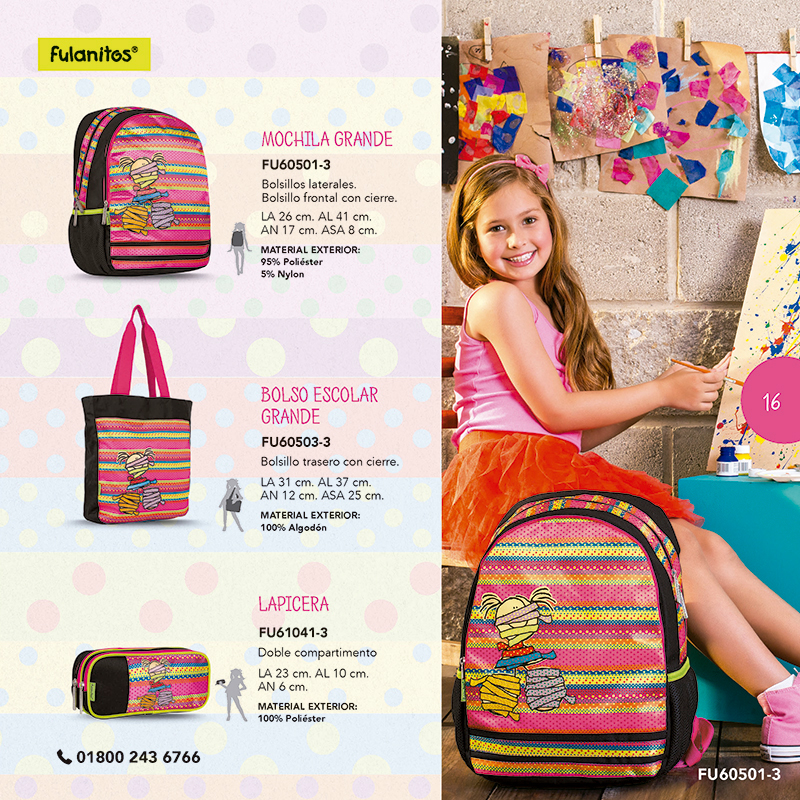 fulanitos®
MOCHILA GRANDE
FU60501-3
Bolsillos laterales.
Bolsillo frontal con cierre.
LA 26 cm. AL 41 cm.
AN 17 cm. ASA 8 cm.
MATERIAL EXTERIOR:
95% Poliéster
5% Nylon
BOLSO ESCOLAR
GRANDE
FU60503-3
Bolsillo trasero con cierre.
LA 31 cm. AL 37 cm.
AN 12 cm. ASA 25 cm.
MATERIAL EXTERIOR:
100% Algodón
LAPICERA
FU61041-3
Doble compartimento
LA 23 cm. AL 10 cm.
AN 6 cm.
MATERIAL EXTERIOR:
100% Poliéster
01800 243 6766
16
FU60501-3